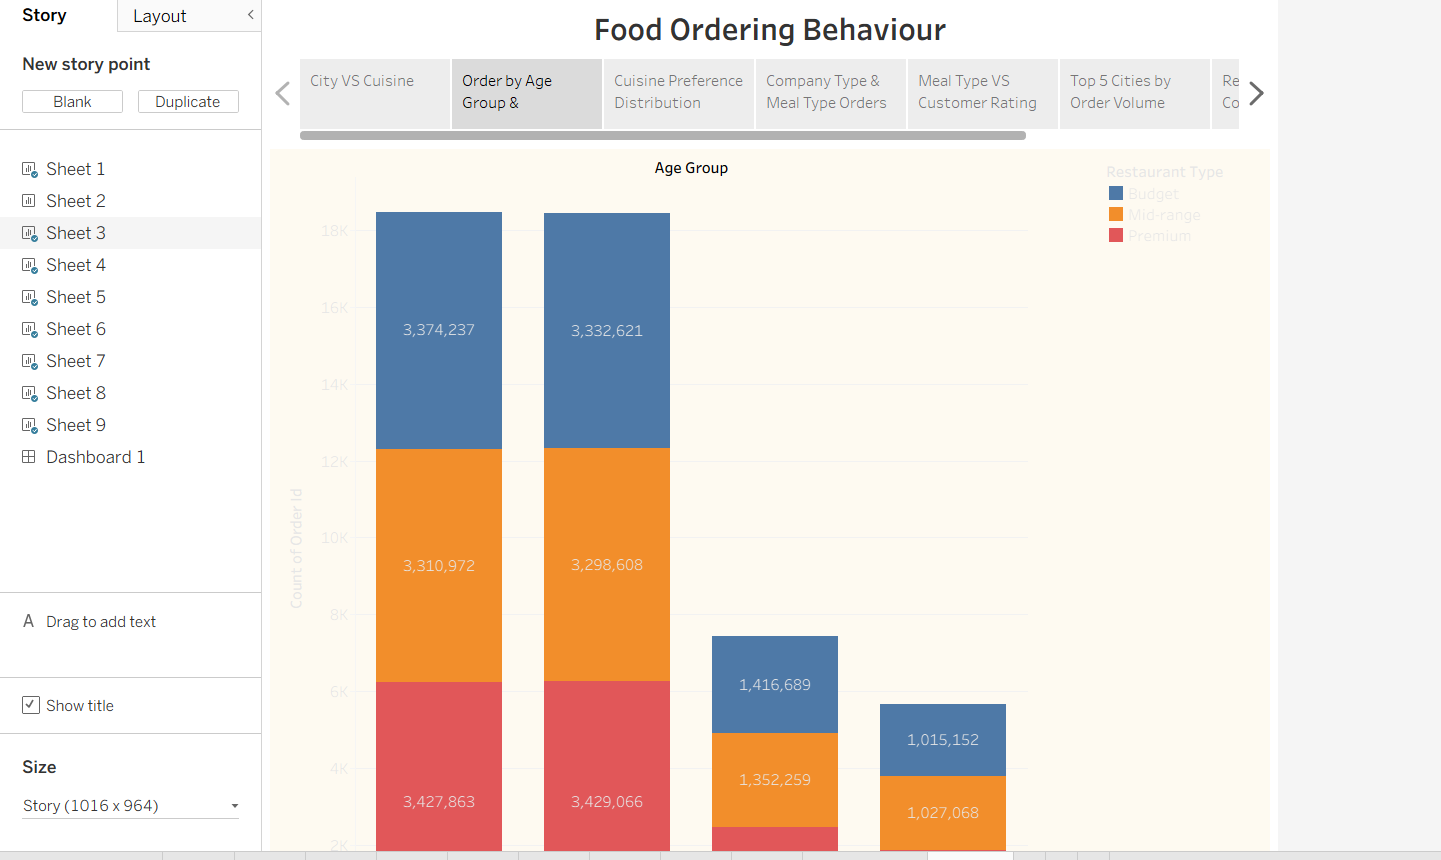 Story
Layout
New story point
Blank
Duplicate
Sheet 1
Sheet 2
Sheet 3
Sheet 4
Sheet 5
Sheet 6
Sheet 7
Sheet 8
Sheet 9
Dashboard 1
A Drag to add text
Show title
Size
Story (1016 x 964)
Food Ordering Behaviour
City VS Cuisine
Order by Age
Group &
Cuisine Preference
Distribution
Company Type &
Meal Type Orders
Meal Type VS
Customer Rating
Top 5 Cities by
Order Volume
Re
Co
Age Group
Restaurant Type
Budget
Mid-range
Premium
Count of Order Id
18K
16K
14K
12K
10K
8K
6K
4K
2K
3,374,237
3,310,972
3,427,863
3,332,621
3,298,608
3,429,066
1,416,689
1,352,259
1,015,152
1,027,068